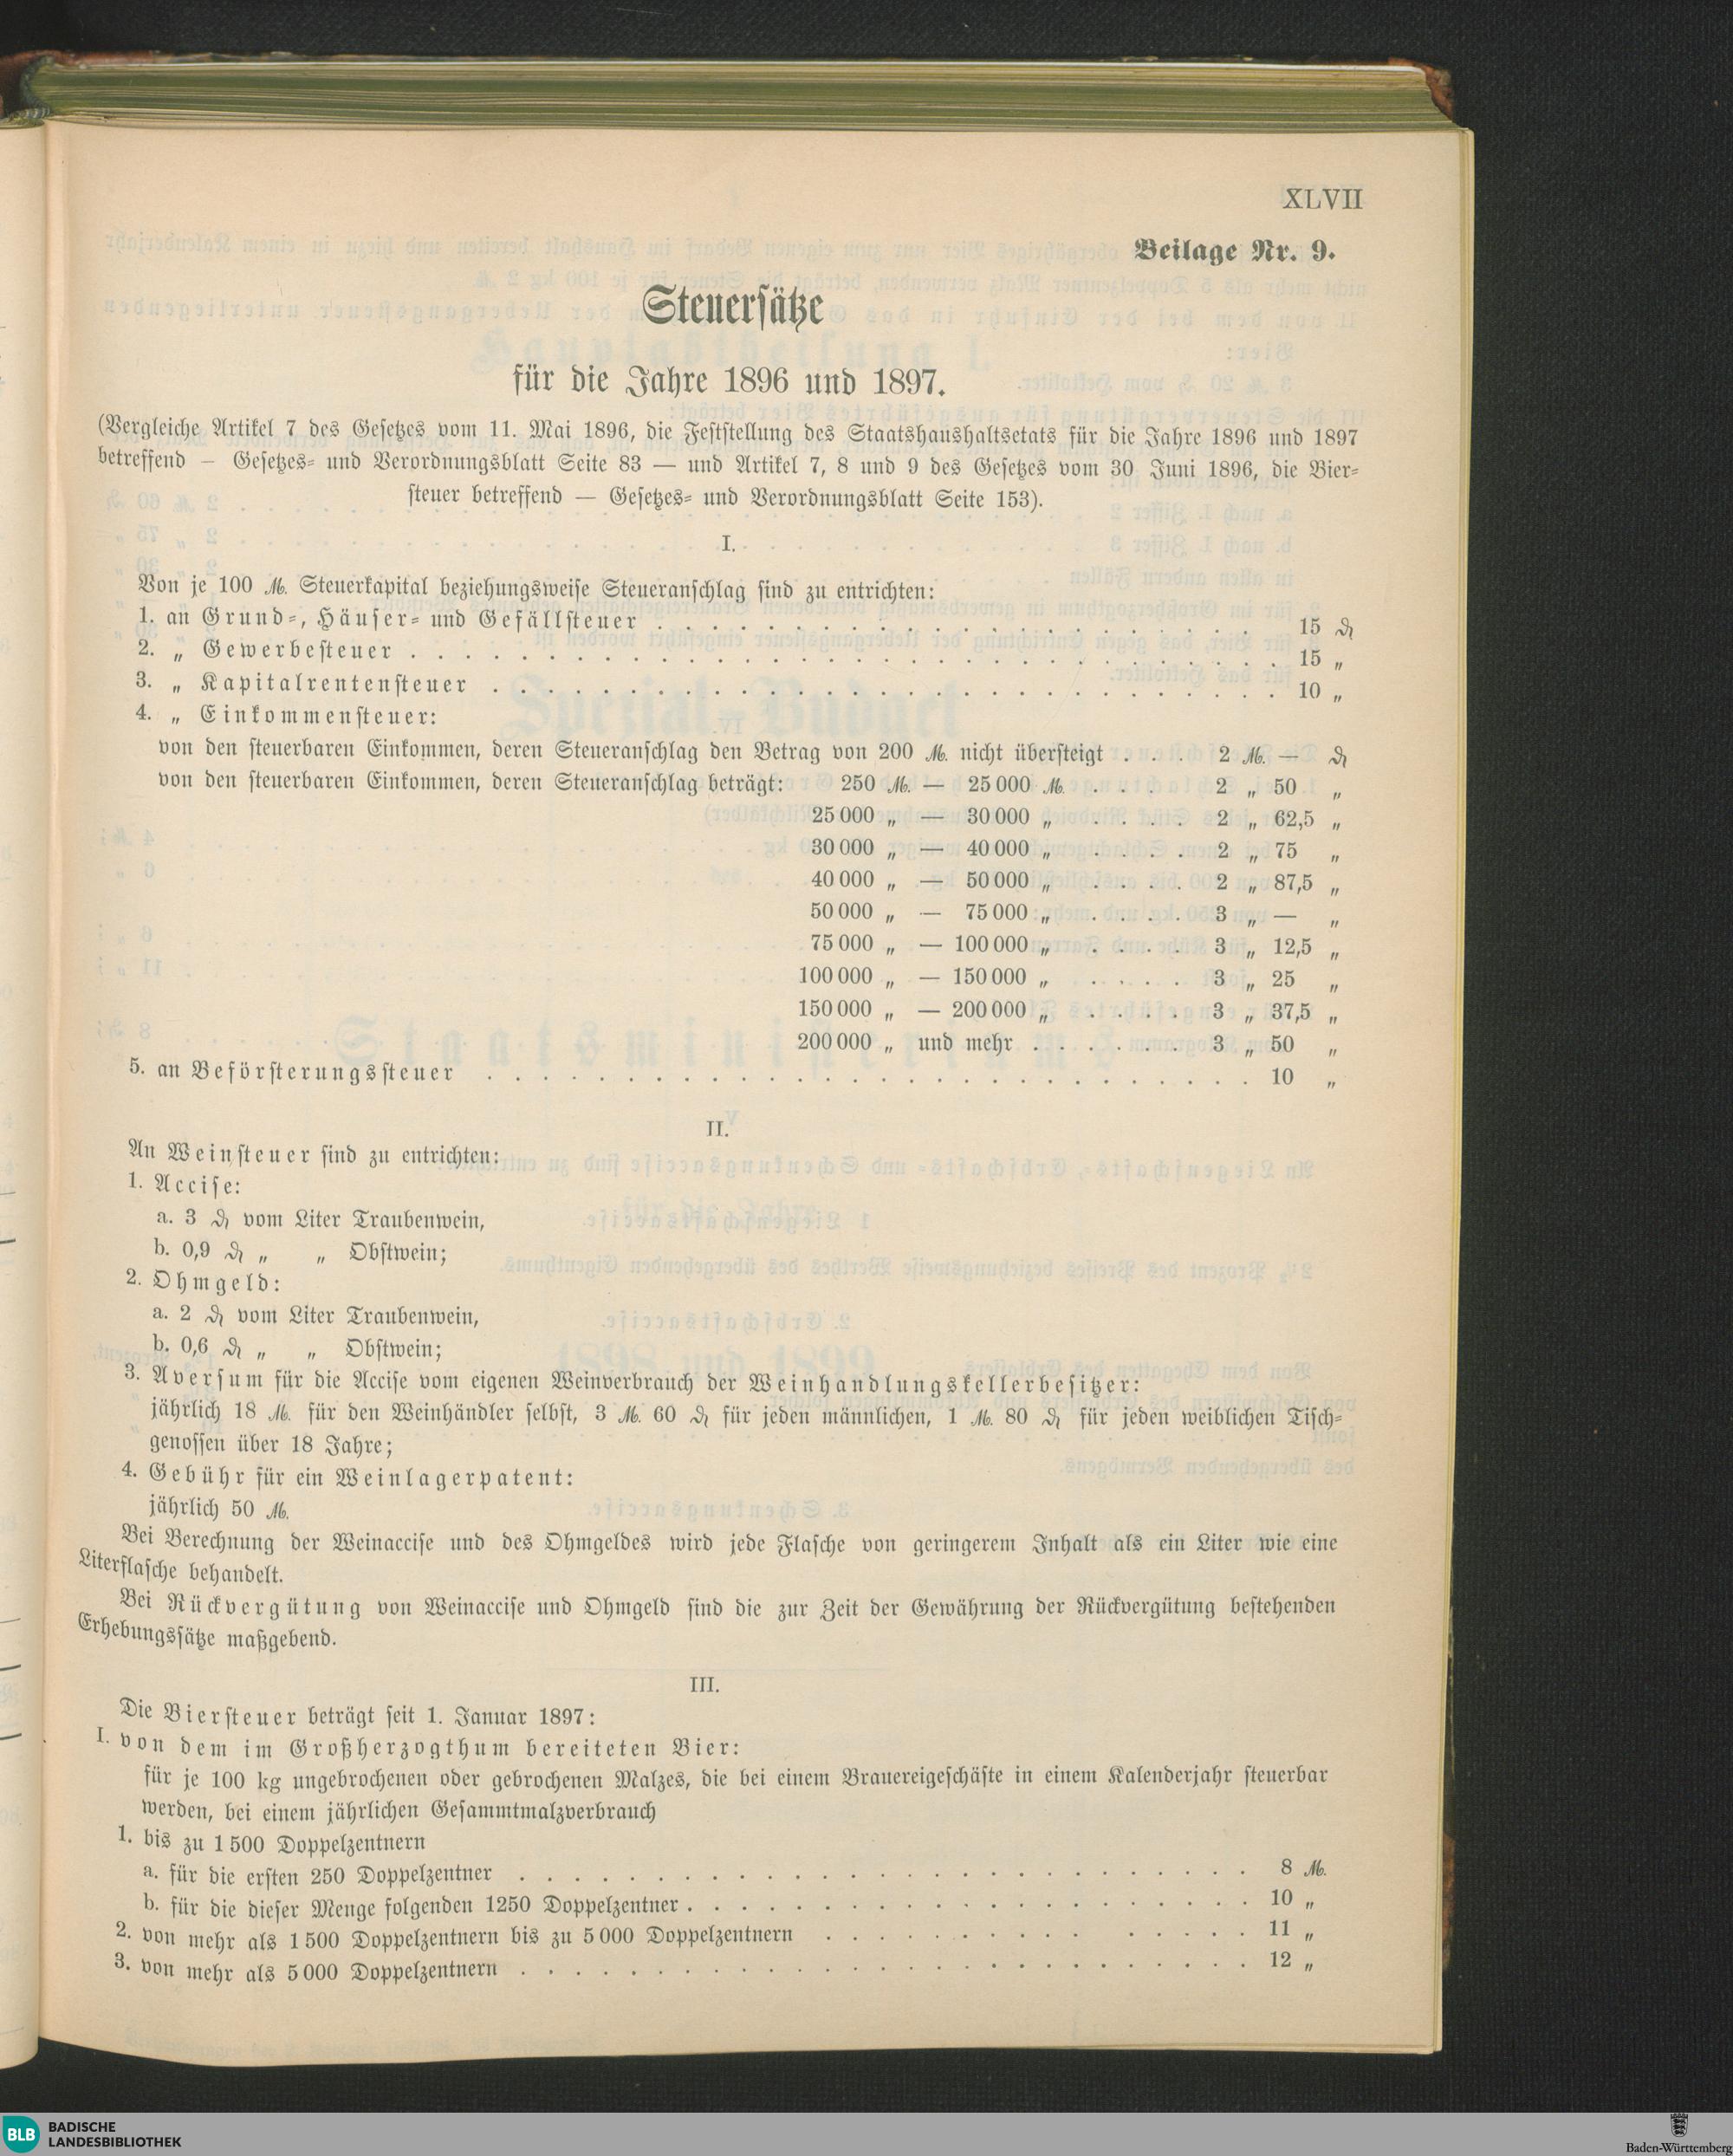 XLVII
Beilage Nr. 9.
Steuersätze
für die Jahre 1896 und 1897.
(Vergleiche Artikel 7 des Gesetzes vom 11. Mai 1896, die Feststellung des Staatshaushaltsetats für die Jahre 1896 und 1897
betreffend — Gesetzes- und Verordnungsblatt Seite 83 — und Artikel 7, 8 und 9 des Gesetzes vom 30 Juni 1896, die Bier-
steuer betreffend — Gesetzes- und Verordnungsblatt Seite 153).
I.
Von je 100 ℳ. Steuerkapital beziehungsweise Steueranschlag sind zu entrichten:
1. an Grund-, Häuser- und Gefällsteuer . . . . . . . . . . . . . . . . . . . . . . 15 ₰
2. „ Gewerbesteuer . . . . . . . . . . . . . . . . . . . . . . . . . . . . . . . . 15 „
3. „ Kapitalrentensteuer . . . . . . . . . . . . . . . . . . . . . . . . . . . . . 10 „
4. „ Einkommensteuer:
von den steuerbaren Einkommen, deren Steueranschlag den Betrag von 200 ℳ. nicht übersteigt . . . 2 ℳ. — ₰
von den steuerbaren Einkommen, deren Steueranschlag beträgt: 250 ℳ. — 25 000 ℳ. . . . 2 „ 50 „
25 000 „ — 30 000 „ . . . . 2 „ 62,5 „
30 000 „ — 40 000 „ . . . . 2 „ 75 „
40 000 „ — 50 000 „ . . . . 2 „ 87,5 „
50 000 „ — 75 000 „ . . . . 3 „ — „
75 000 „ — 100 000 „ . . . . 3 „ 12,5 „
100 000 „ — 150 000 „ . . . . 3 „ 25 „
150 000 „ — 200 000 „ . . . . 3 „ 37,5 „
200 000 „ und mehr . . . . . . 3 „ 50 „
5. an Beförsterungssteuer . . . . . . . . . . . . . . . . . . . . . . . . . . . . 10 „
II.
An Weinsteuer sind zu entrichten:
1. Accise:
a. 3 ₰ vom Liter Traubenwein,
b. 0,9 ₰ „ „ Obstwein;
2. Ohmgeld:
a. 2 ₰ vom Liter Traubenwein,
b. 0,6 ₰ „ „ Obstwein;
3. Aversum für die Accise vom eigenen Weinverbrauch der Weinhandlungskellerbesitzer:
jährlich 18 ℳ. für den Weinhändler selbst, 3 ℳ. 60 ₰ für jeden männlichen, 1 ℳ. 80 ₰ für jeden weiblichen Tisch-
genossen über 18 Jahre;
4. Gebühr für ein Weinlagerpatent:
jährlich 50 ℳ.
Bei Berechnung der Weinaccise und des Ohmgeldes wird jede Flasche von geringerem Inhalt als ein Liter wie eine
Literflasche behandelt.
Bei Rückvergütung von Weinaccise und Ohmgeld sind die zur Zeit der Gewährung der Rückvergütung bestehenden
Erhebungssätze maßgebend.
III.
Die Biersteuer beträgt seit 1. Januar 1897:
I. von dem im Großherzogthum bereiteten Bier:
für je 100 kg ungebrochenen oder gebrochenen Malzes, die bei einem Brauereigeschäfte in einem Kalenderjahr steuerbar
werden, bei einem jährlichen Gesammtmalzverbrauch
1. bis zu 1 500 Doppelzentnern
a. für die ersten 250 Doppelzentner . . . . . . . . . . . . . . . . . . . . . . . . . . . 8 ℳ.
b. für die dieser Menge folgenden 1250 Doppelzentner . . . . . . . . . . . . . . . . . . . . . 10 „
2. von mehr als 1 500 Doppelzentnern bis zu 5 000 Doppelzentnern . . . . . . . . . . . . . . . 11 „
3. von mehr als 5 000 Doppelzentnern . . . . . . . . . . . . . . . . . . . . . . . . . . . 12 „
BLB BADISCHE
LANDESBIBLIOTHEK
Baden-Württemberg